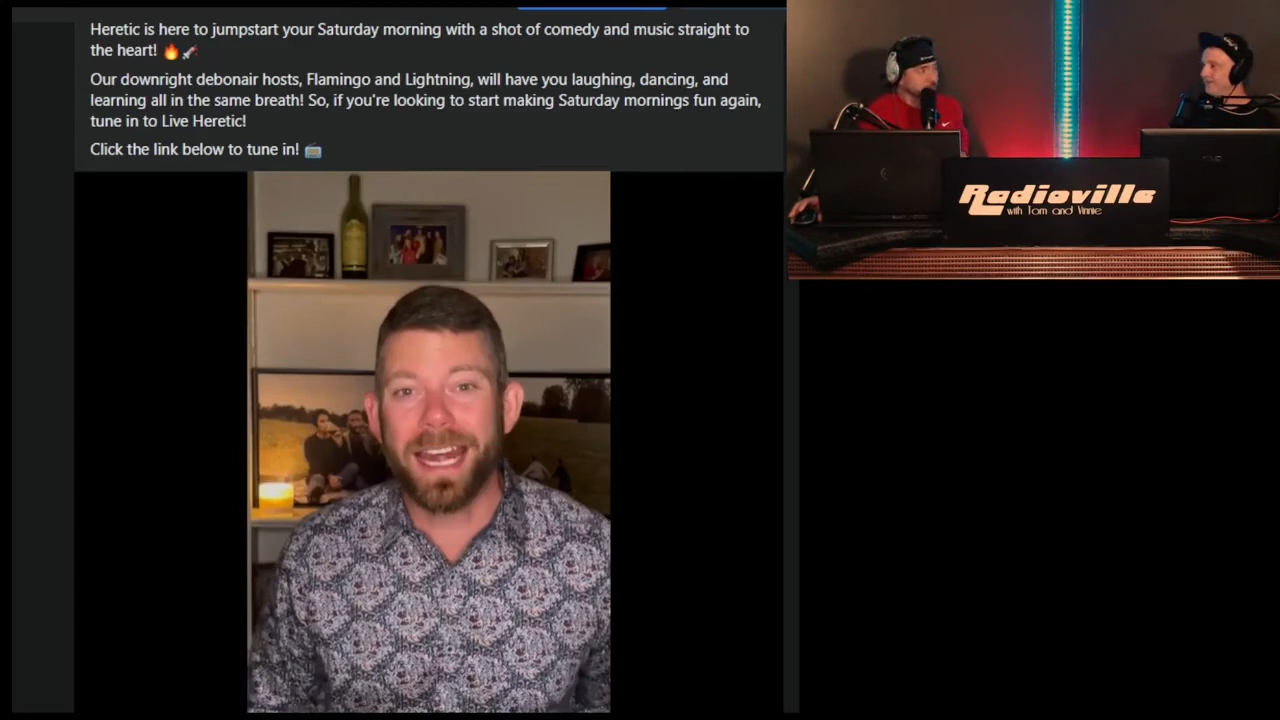 Heretic is here to jumpstart your Saturday morning with a shot of comedy and music straight to
the heart! 🔥🚀
Our downright debonair hosts, Flamingo and Lightning, will have you laughing, dancing, and
learning all in the same breath! So, if you're looking to start making Saturday mornings fun again,
tune in to Live Heretic!
Click the link below to tune in! 📻
Radioville
with Tom and Vinnie